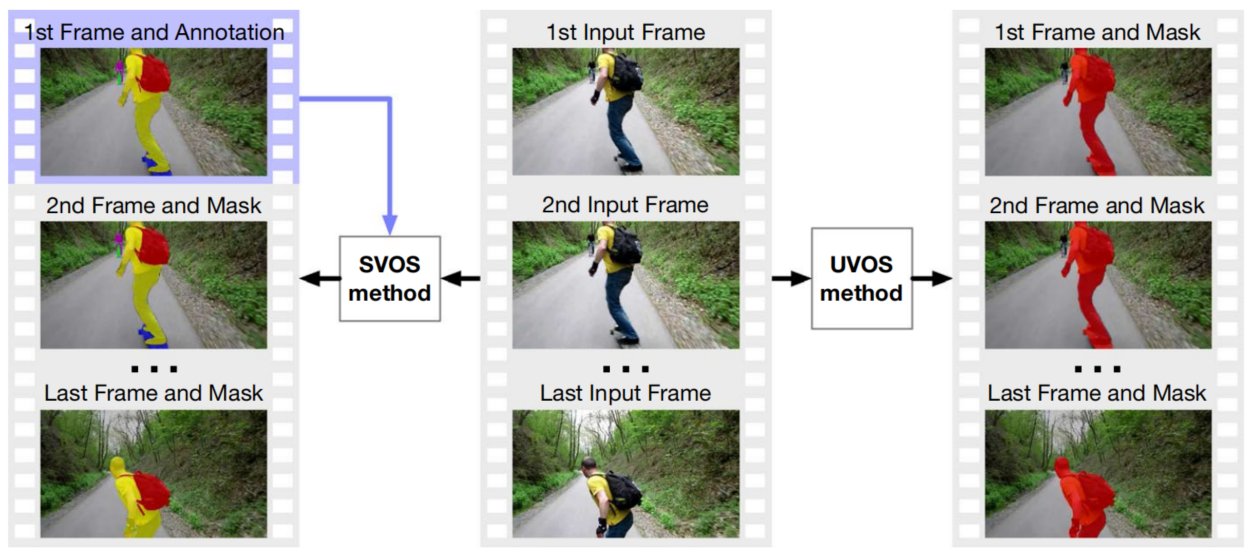 1st Frame and Annotation
2nd Frame and Mask
...
Last Frame and Mask
SVOS
method
1st Input Frame
2nd Input Frame
...
Last Input Frame
UVOS
method
1st Frame and Mask
2nd Frame and Mask
...
Last Frame and Mask